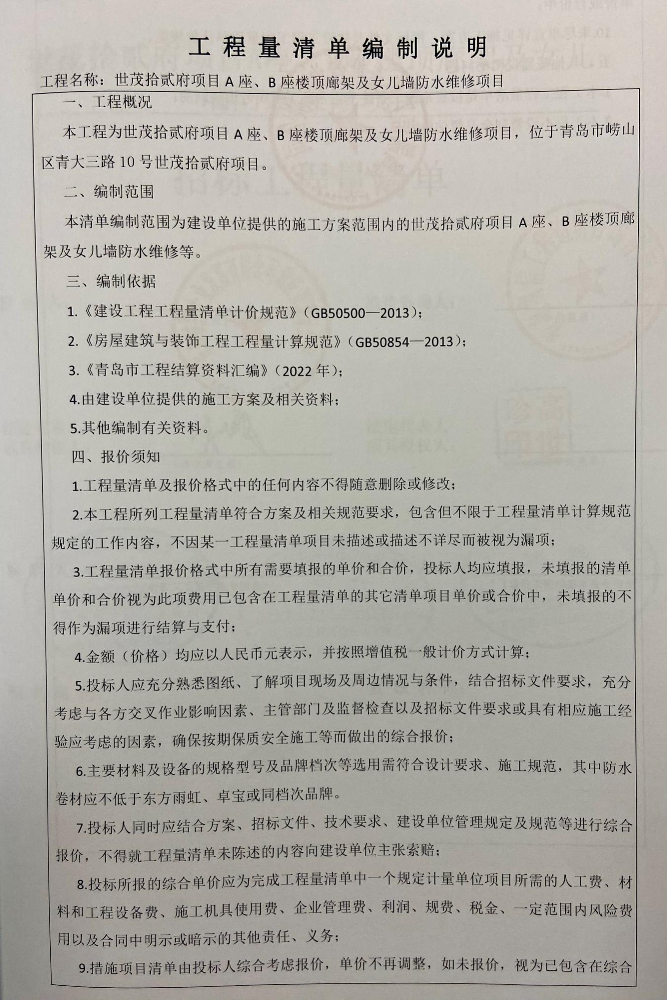 工程量清单编制说明
工程名称：世茂拾贰府项目 A 座、B 座楼顶廊架及女儿墙防水维修项目
一、工程概况
本工程为世茂拾贰府项目 A 座、B 座楼顶廊架及女儿墙防水维修项目，位于青岛市崂山
区青大三路 10 号世茂拾贰府项目。
二、编制范围
本清单编制范围为建设单位提供的施工方案范围内的世茂拾贰府项目 A 座、B 座楼顶廊
架及女儿墙防水维修等。
三、编制依据
1.《建设工程工程量清单计价规范》（GB50500—2013）；
2.《房屋建筑与装饰工程工程量计算规范》（GB50854—2013）；
3.《青岛市工程结算资料汇编》（2022 年）；
4.由建设单位提供的施工方案及相关资料；
5.其他编制有关资料。
四、报价须知
1.工程量清单及报价格式中的任何内容不得随意删除或修改；
2.本工程所列工程量清单符合方案及相关规范要求，包含但不限于工程量清单计算规范
规定的工作内容，不因某一工程量清单项目未描述或描述不详尽而被视为漏项；
3.工程量清单报价格式中所有需要填报的单价和合价，投标人均应填报，未填报的清单
单价和合价视为此项费用已包含在工程量清单的其它清单项目单价或合价中，未填报的不
得作为漏项进行结算与支付；
4.金额（价格）均应以人民币元表示，并按照增值税一般计价方式计算；
5.投标人应充分熟悉图纸、了解项目现场及周边情况与条件，结合招标文件要求，充分
考虑与各方交叉作业影响因素、主管部门及监督检查以及招标文件要求或具有相应施工经
验应考虑的因素，确保按期保质安全施工等而做出的综合报价；
6.主要材料及设备的规格型号及品牌档次等选用需符合设计要求、施工规范，其中防水
卷材应不低于东方雨虹、卓宝或同档次品牌。
7.投标人同时应结合方案、招标文件、技术要求、建设单位管理规定及规范等进行综合
报价，不得就工程量清单未陈述的内容向建设单位主张索赔；
8.投标所报的综合单价应为完成工程量清单中一个规定计量单位项目所需的人工费、材
料和工程设备费、施工机具使用费、企业管理费、利润、规费、税金、一定范围内风险费
用以及合同中明示或暗示的其他责任、义务；
9.措施项目清单由投标人综合考虑报价，单价不再调整，如未报价，视为已包含在综合